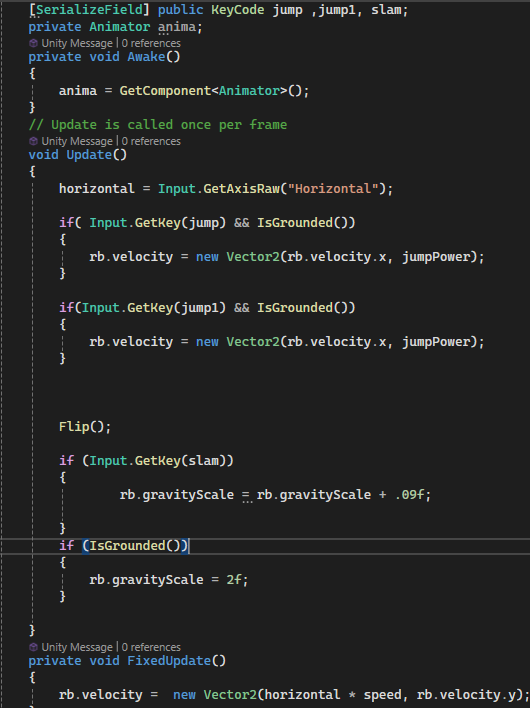 [SerializeField] public KeyCode jump ,jump1, slam;
private Animator anima;
Unity Message | 0 references
private void Awake()
{
anima = GetComponent<Animator>();
}
// Update is called once per frame
Unity Message | 0 references
void Update()
{
horizontal = Input.GetAxisRaw("Horizontal");
if( Input.GetKey(jump) && IsGrounded())
{
rb.velocity = new Vector2(rb.velocity.x, jumpPower);
}
if(Input.GetKey(jump1) && IsGrounded())
{
rb.velocity = new Vector2(rb.velocity.x, jumpPower);
}
Flip();
if (Input.GetKey(slam))
{
rb.gravityScale = rb.gravityScale + .09f;
}
if (IsGrounded())
{
rb.gravityScale = 2f;
}
}
Unity Message | 0 references
private void FixedUpdate()
{
rb.velocity =  new Vector2(horizontal * speed, rb.velocity.y);
}